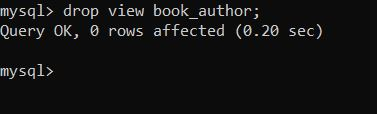 mysql> drop view book_author;
Query OK, 0 rows affected (0.20 sec)
mysql>